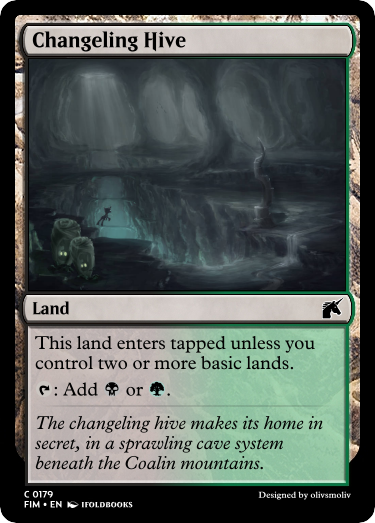 Changeling Hive
Land
This land enters tapped unless you
control two or more basic lands.
: Add or .
The changeling hive makes its home in
secret, in a sprawling cave system
beneath the Coalin mountains.
C 0179
FIM • EN IFOLDBOOKS
Designed by olivsmoliv